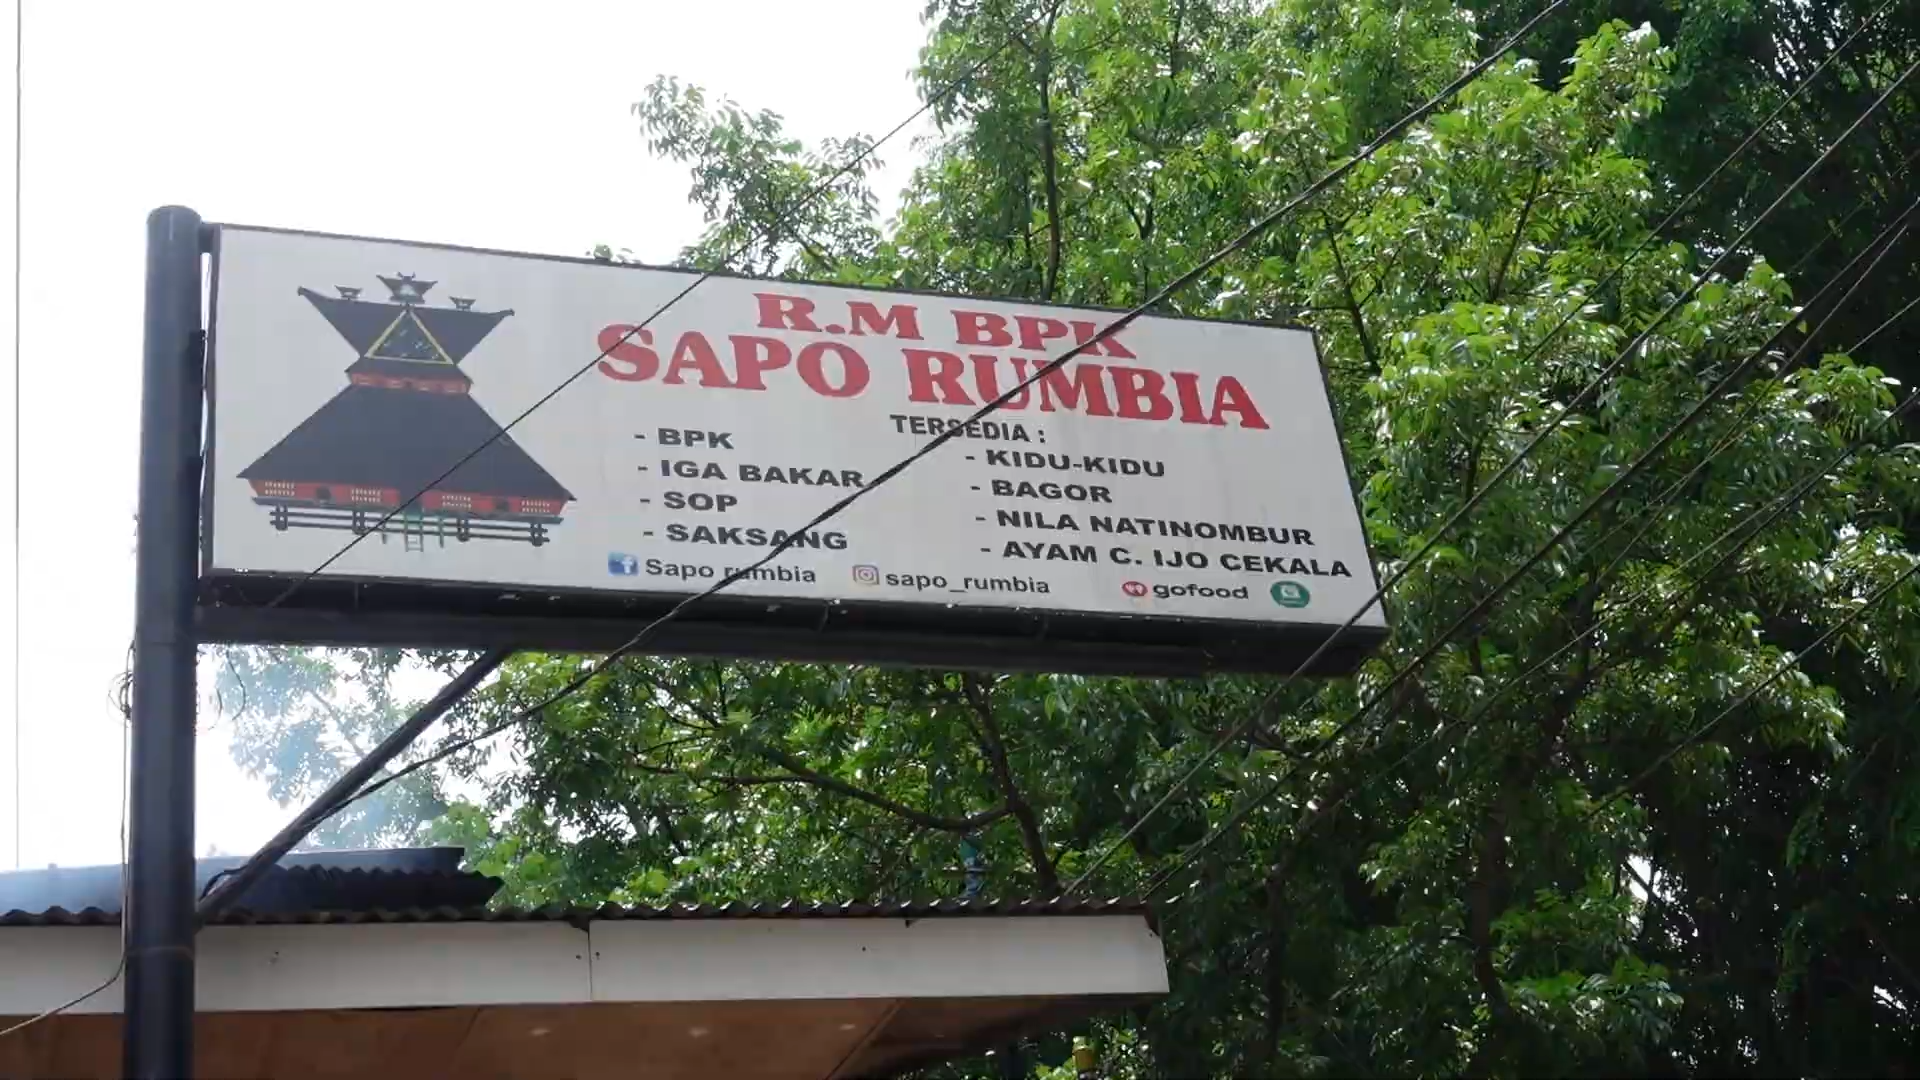 R.M BPK
SAPO RUMBIA
TERSEDIA :
- BPK
- IGA BAKAR
- SOP
- SAKSANG
- KIDU-KIDU
- BAGOR
- NILA NATINOMBUR
- AYAM C. IJO CEKALA
Sapo rumbia
sapo_rumbia
gofood